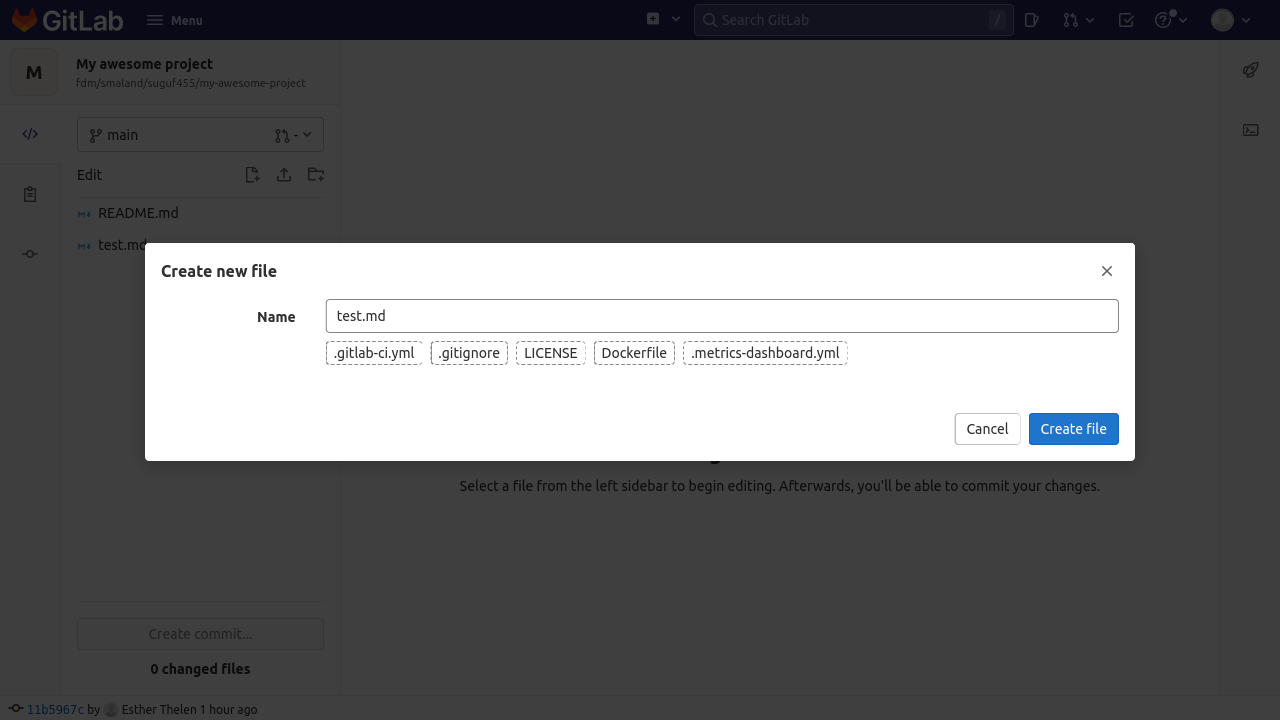 GitLab Menu Search GitLab /
M My awesome project
fdm/smaland/suguf455/my-awesome-project
main -
Edit
README.md
test.md
Create new file
Name test.md
.gitlab-ci.yml .gitignore LICENSE Dockerfile .metrics-dashboard.yml
Cancel Create file
Select a file from the left sidebar to begin editing. Afterwards, you'll be able to commit your changes.
Create commit...
0 changed files
11b5967c by Esther Thelen 1 hour ago